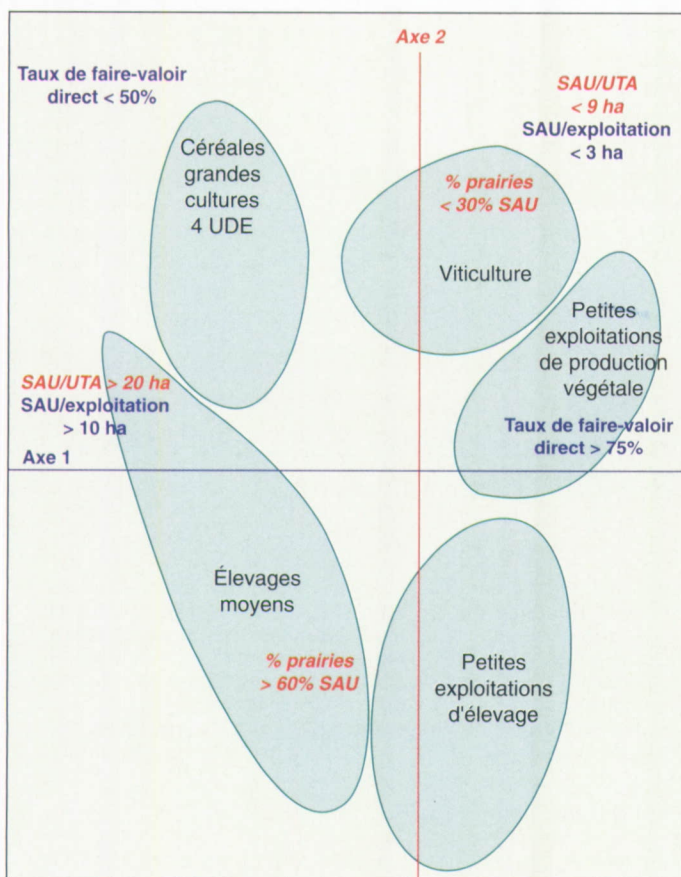 Axe 2
Taux de faire-valoir
direct < 50%
SAU/UTA
< 9 ha
SAU/exploitation
< 3 ha
Céréales
grandes
cultures
4 UDE
% prairies
< 30% SAU
Viticulture
Petites
exploitations
de production
végétale
SAU/UTA > 20 ha
SAU/exploitation
> 10 ha
Taux de faire-valoir
direct > 75%
Axe 1
Élevages
moyens
% prairies
> 60% SAU
Petites
exploitations
d'élevage